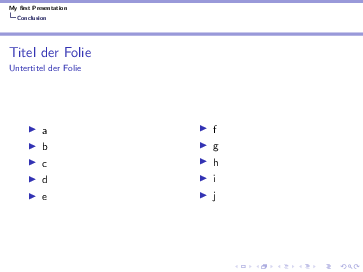 My first Presentation
Conclusion
Titel der Folie
Untertitel der Folie
a
b
c
d
e
f
g
h
i
j